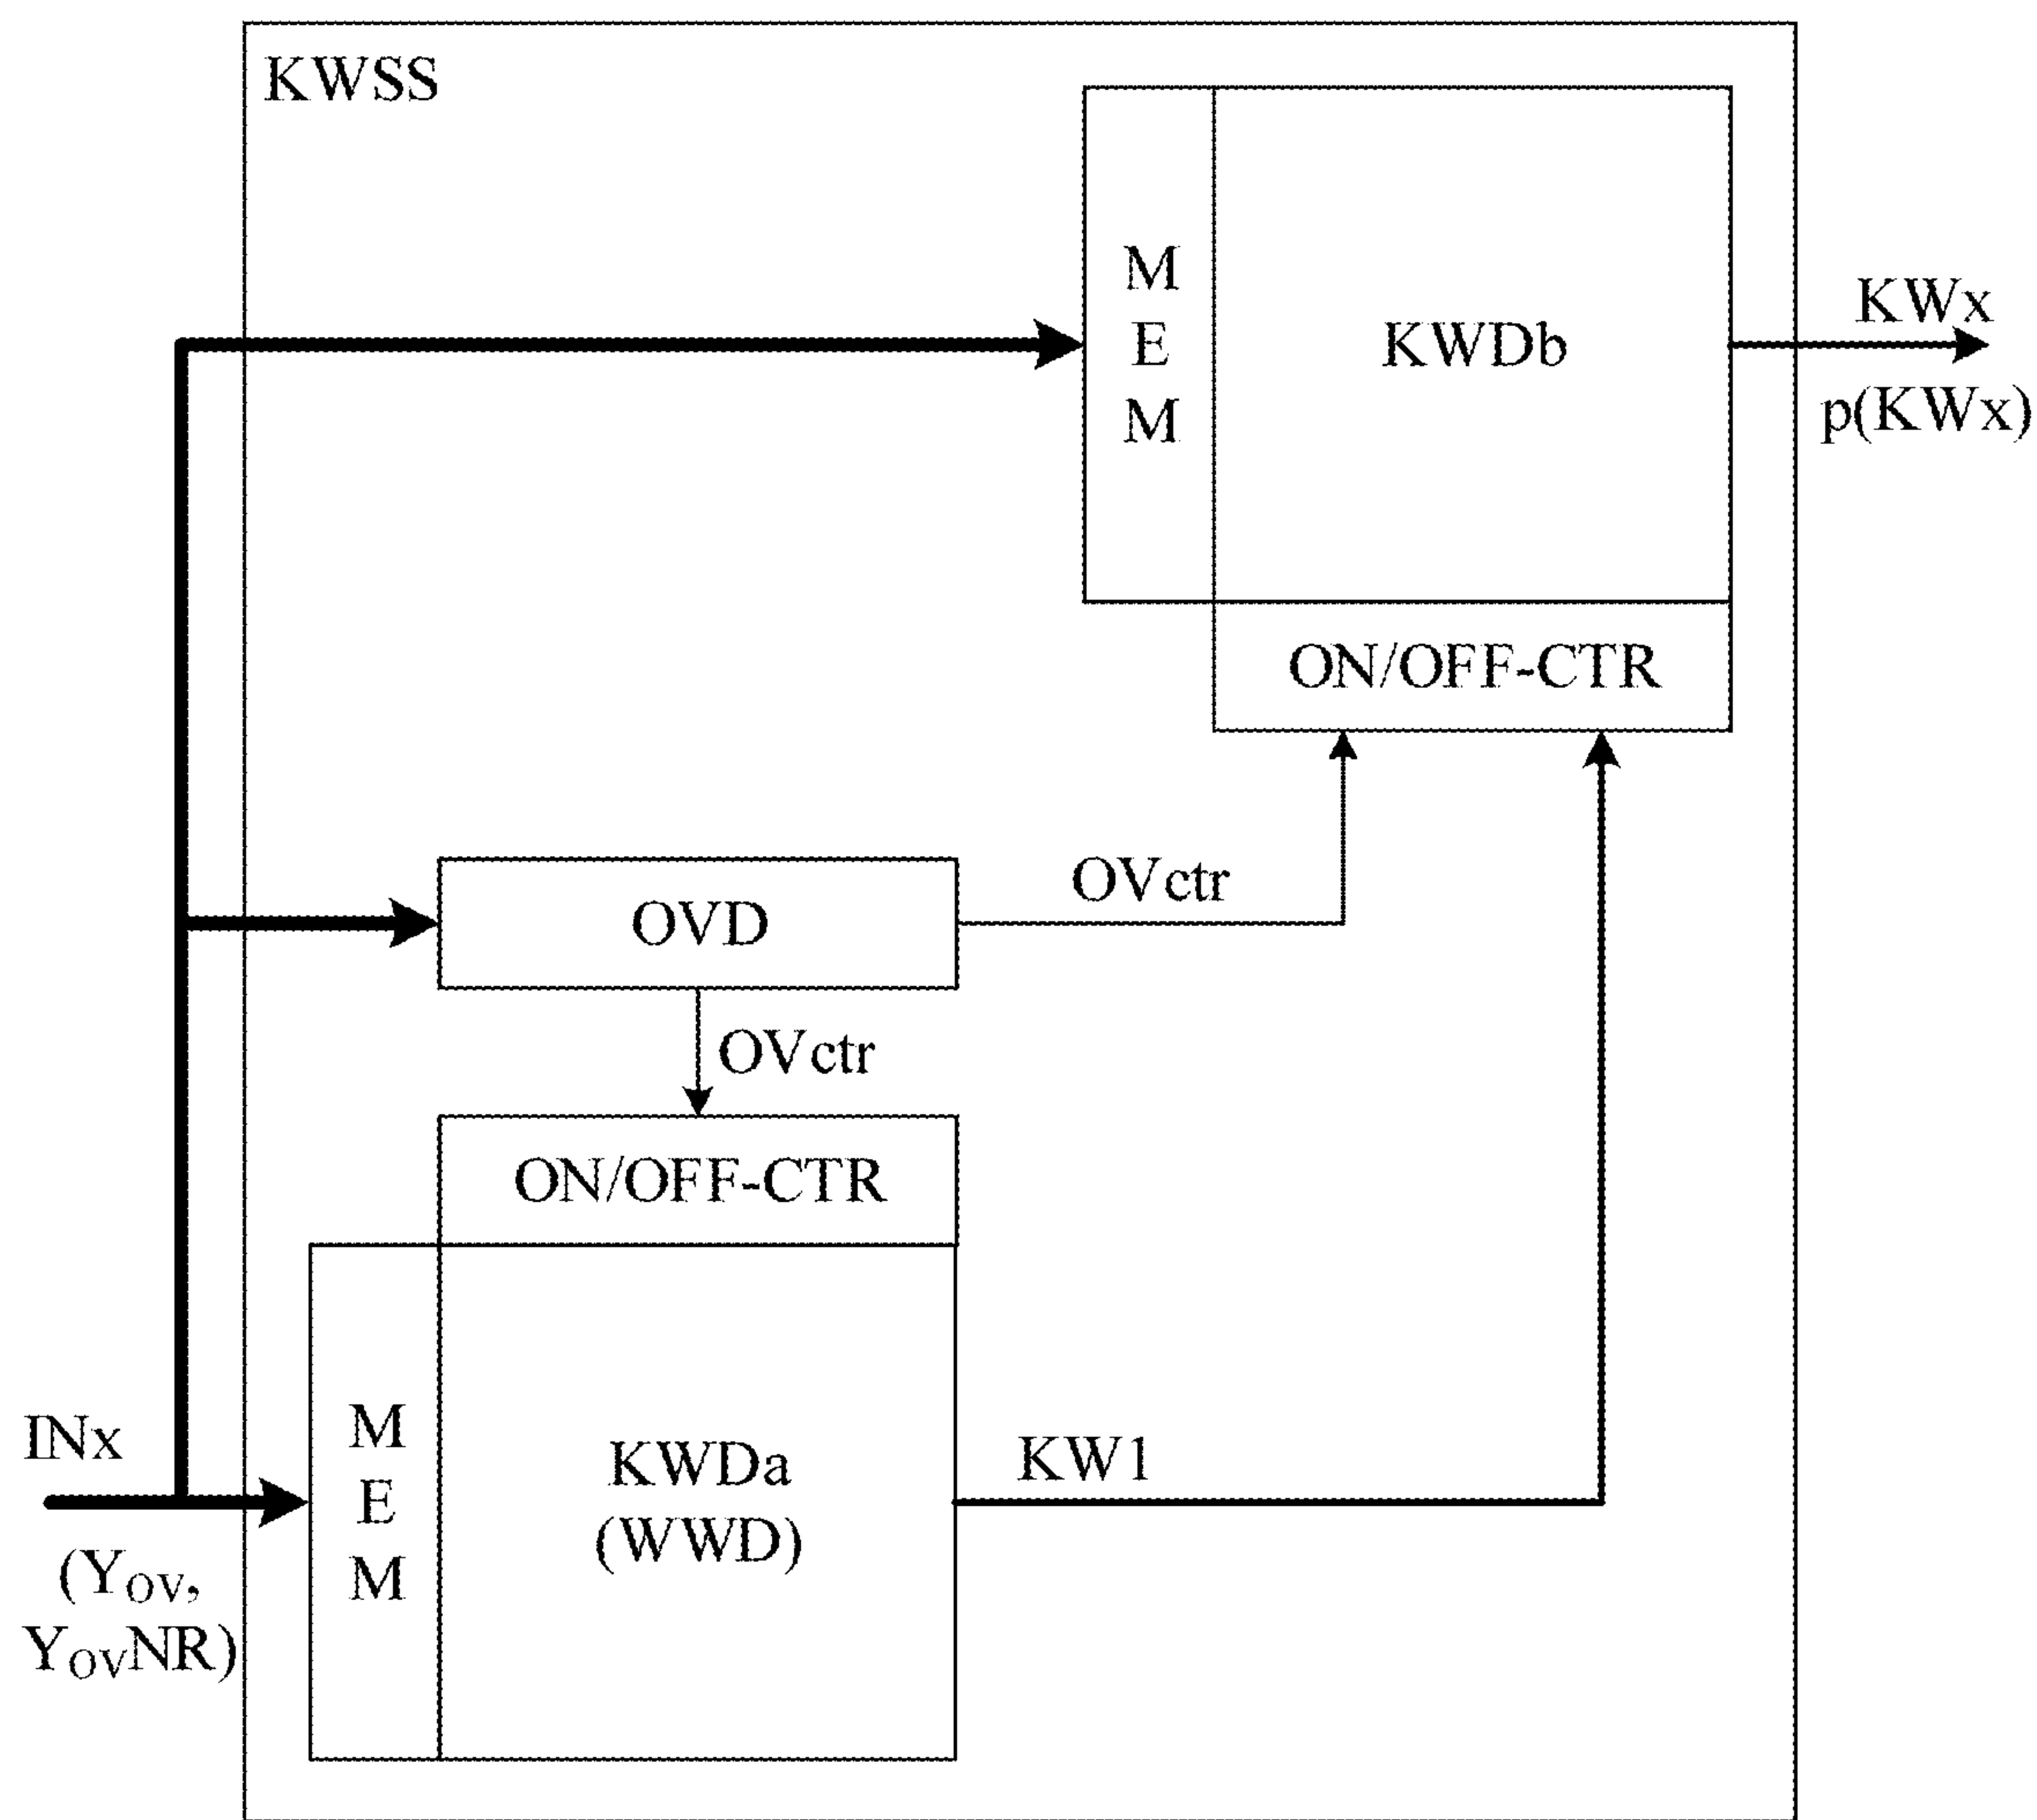 KWSS
M
E
M
KWDb
KWx
p(KWx)
ON/OFF-CTR
OVD
OVctr
OVctr
ON/OFF-CTR
INx
(YOV,
YOVNR)
M
E
M
KWDa
(WWD)
KW1